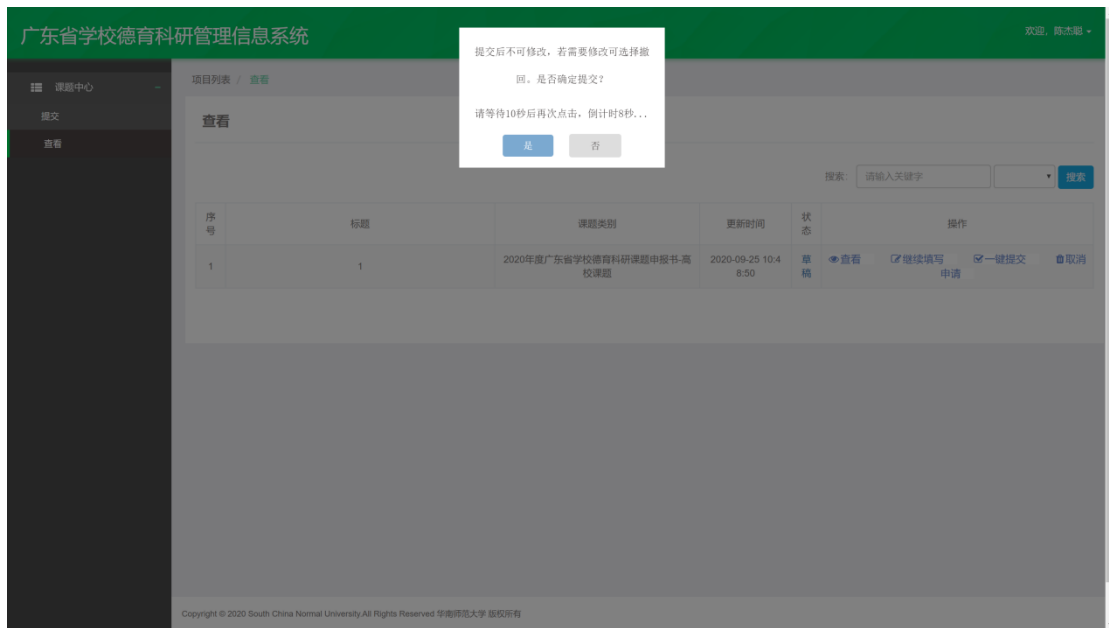 广东省学校德育科研管理信息系统
欢迎，陈杰聪
提交后不可修改，若需要修改可选择撤
回。是否确定提交？
请等待10秒后再次点击，倒计时8秒...
是 否
课题中心
提交
查看
项目列表 / 查看
查看
搜索： 请输入关键字 搜索
序号 标题 课题类别 更新时间 状态 操作
1 1 2020年度广东省学校德育科研课题申报书-高 2020-09-25 10:4 草 查看 继续填写 一键提交 取消
校课题 8:50 稿 申请
Copyright © 2020 South China Normal University.All Rights Reserved 华南师范大学 版权所有